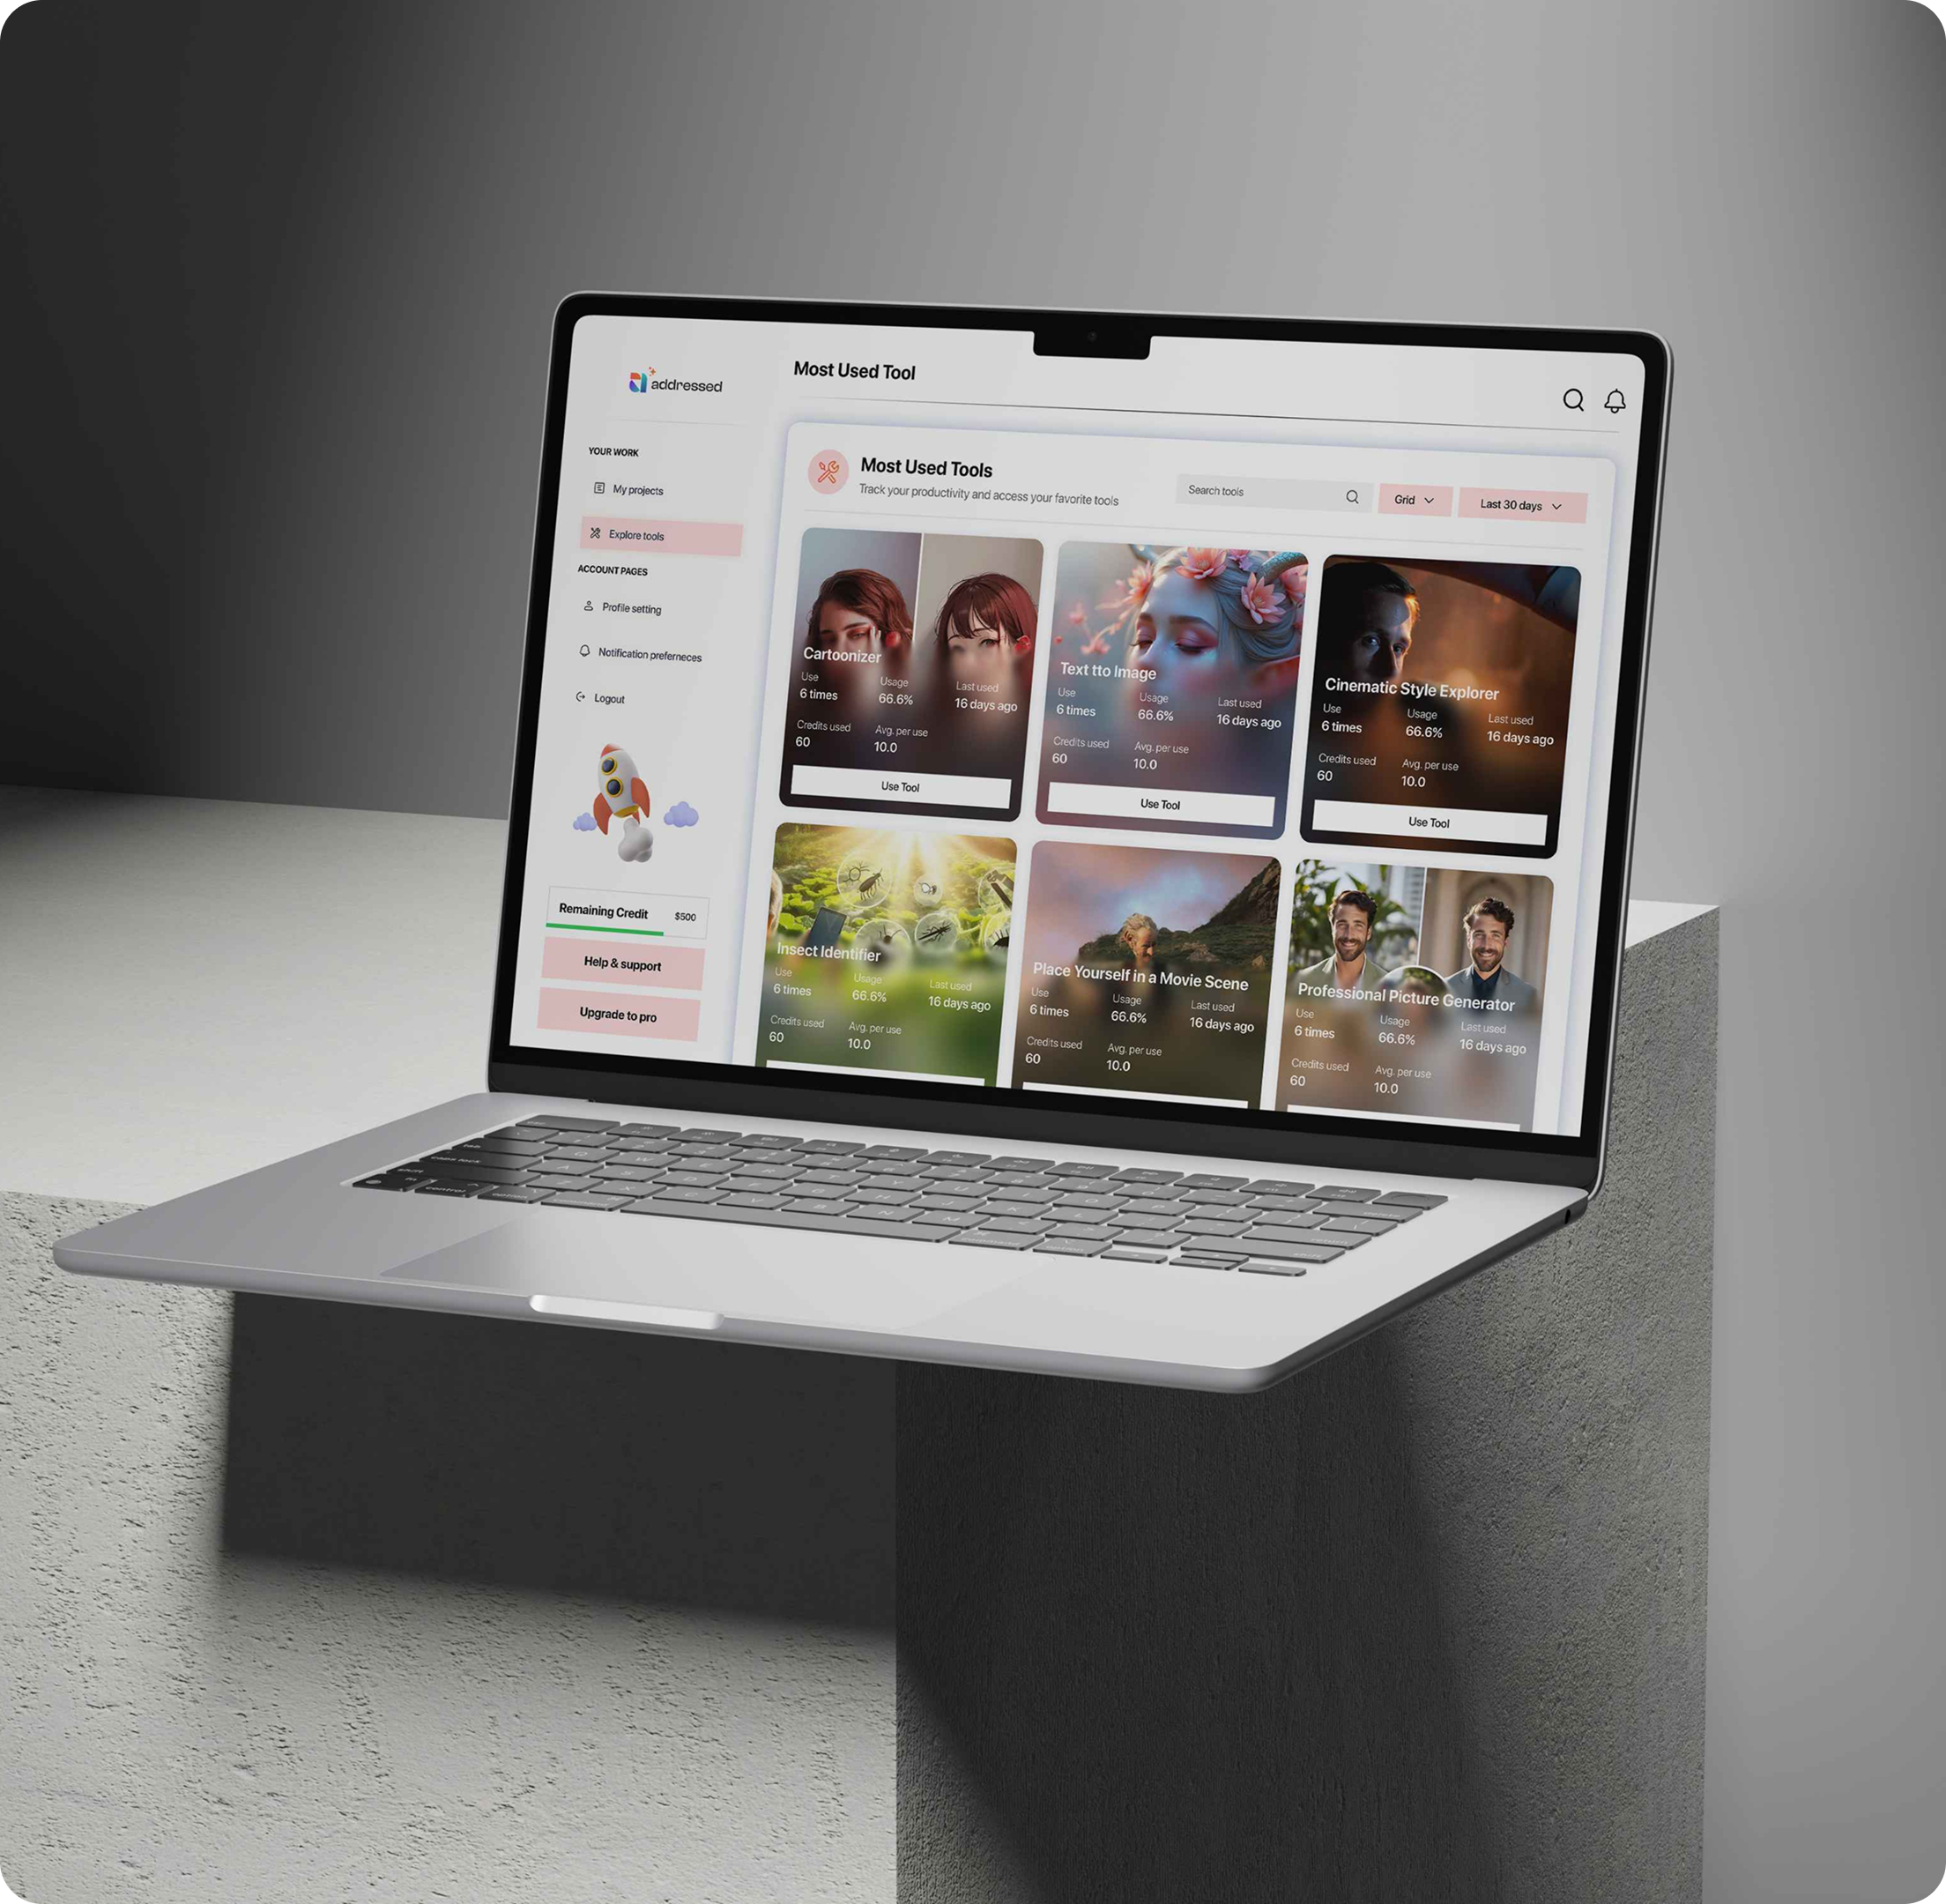 addressed
YOUR WORK
My projects
Explore tools
ACCOUNT PAGES
Profile setting
Notification preferneces
Logout
Remaining Credit $500
Help & support
Upgrade to pro
Most Used Tool
Most Used Tools
Track your productivity and access your favorite tools
Search tools
Grid
Last 30 days
Cartoonizer
Use Usage Last used
6 times 66.6% 16 days ago
Credits used Avg. per use
60 10.0
Use Tool
Text tto Image
Use Usage Last used
6 times 66.6% 16 days ago
Credits used Avg. per use
60 10.0
Use Tool
Cinematic Style Explorer
Use Usage Last used
6 times 66.6% 16 days ago
Credits used Avg. per use
60 10.0
Use Tool
Insect Identifier
Use Usage Last used
6 times 66.6% 16 days ago
Credits used Avg. per use
60 10.0
Place Yourself in a Movie Scene
Use Usage Last used
6 times 66.6% 16 days ago
Credits used Avg. per use
60 10.0
Professional Picture Generator
Use Usage Last used
6 times 66.6% 16 days ago
Credits used Avg. per use
60 10.0